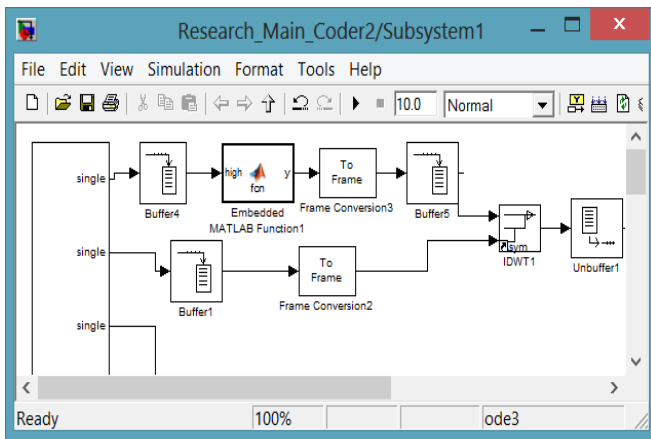 Research_Main_Coder2/Subsystem1
File Edit View Simulation Format Tools Help
10.0 Normal
single
Buffer4
high fcn y
Embedded
MATLAB Function1
To
Frame
Frame Conversion3
Buffer5
sym
IDWT1
Unbuffer1
single
Buffer1
To
Frame
Frame Conversion2
single
Ready 100% ode3